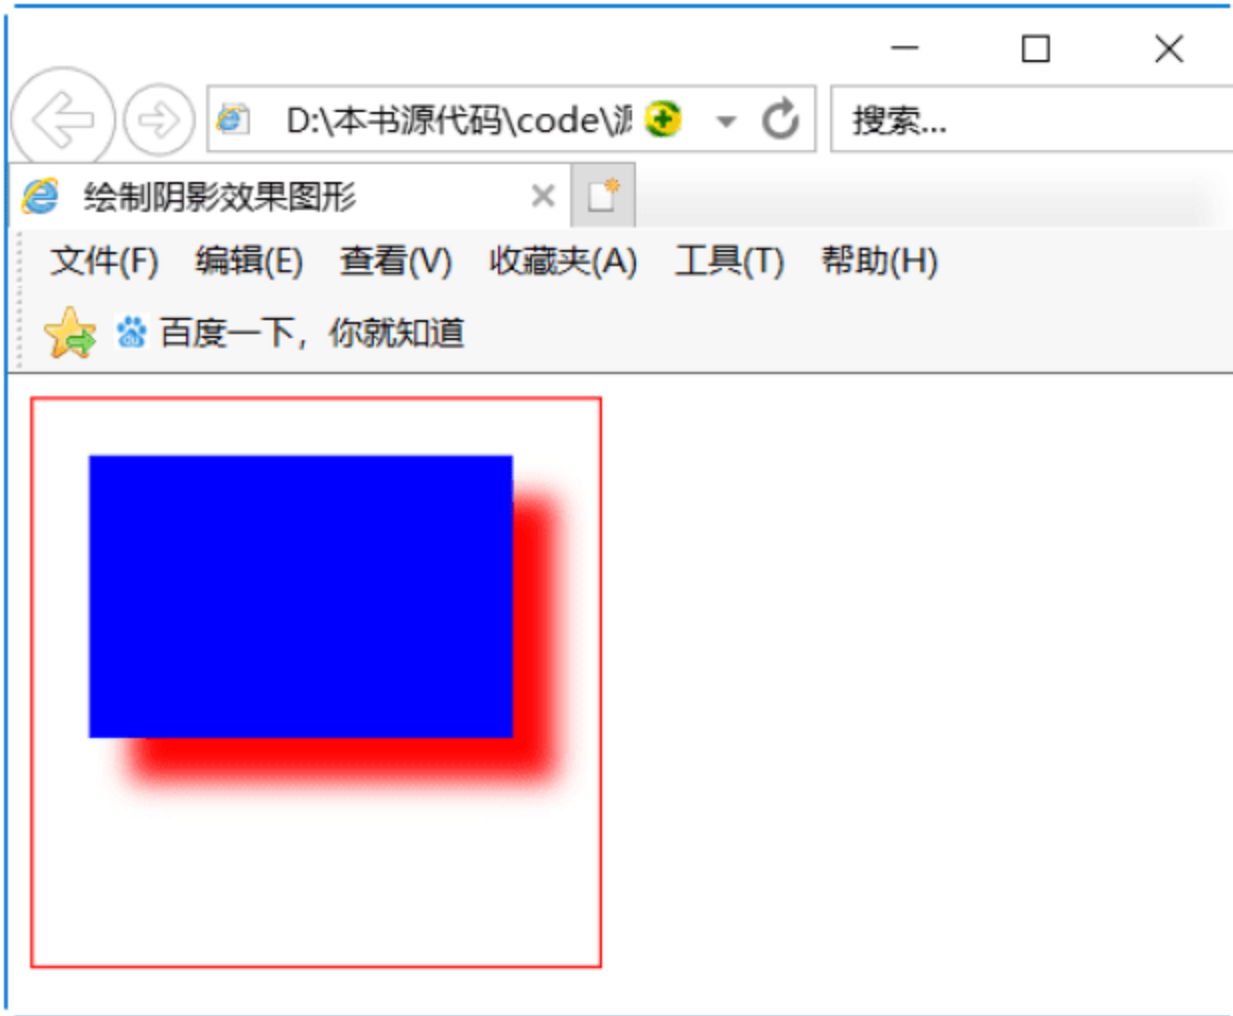 D:\本书源代码\code\源
搜索...
绘制阴影效果图形
文件(F) 编辑(E) 查看(V) 收藏夹(A) 工具(T) 帮助(H)
百度一下，你就知道